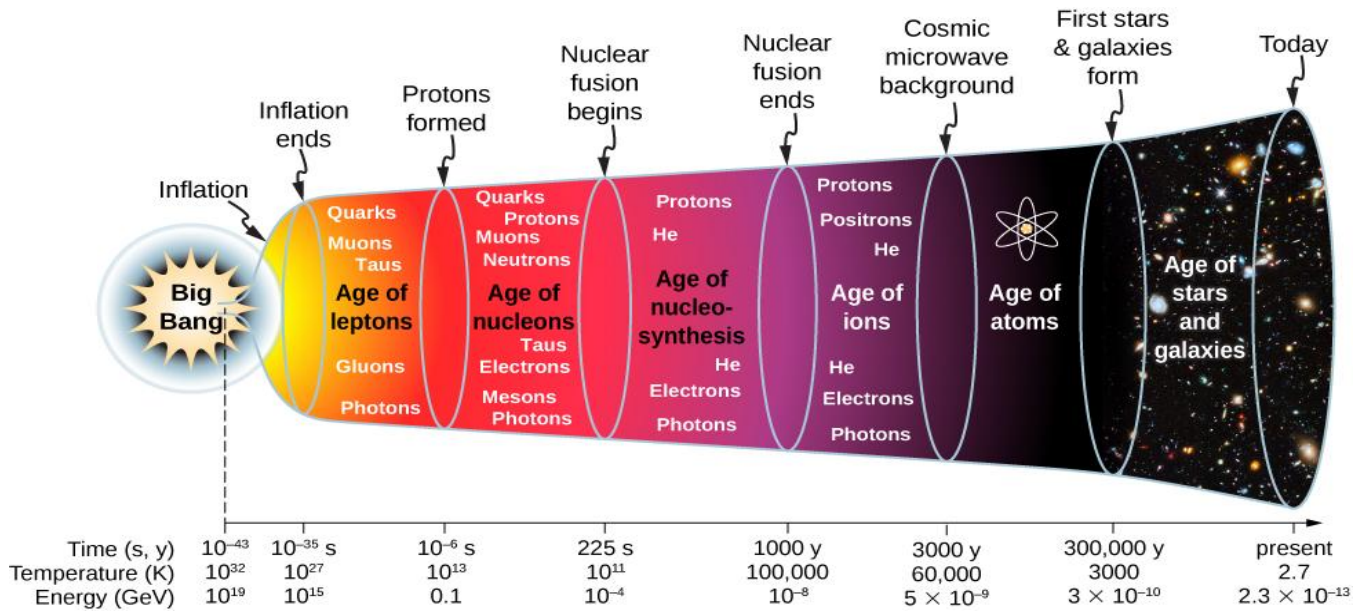 Inflation
Inflation
ends
Protons
formed
Nuclear
fusion
begins
Nuclear
fusion
ends
Cosmic
microwave
background
First stars
& galaxies
form
Today
Big
Bang
Quarks
Muons
Taus
Age of
leptons
Gluons
Photons
Quarks
Protons
Muons
Neutrons
Age of
nucleons
Taus
Electrons
Mesons
Photons
Protons
He
Age of
nucleo-
synthesis
He
Electrons
Photons
Protons
Positrons
He
Age of
ions
He
Electrons
Photons
Age of
atoms
Age of
stars
and
galaxies
Time (s, y) 10⁻⁴³ 10⁻³⁵ s 10⁻⁶ s 225 s 1000 y 3000 y 300,000 y present
Temperature (K) 10³² 10²⁷ 10¹³ 10¹¹ 100,000 60,000 3000 2.7
Energy (GeV) 10¹⁹ 10¹⁵ 0.1 10⁻⁴ 10⁻⁸ 5 × 10⁻⁹ 3 × 10⁻¹⁰ 2.3 × 10⁻¹³